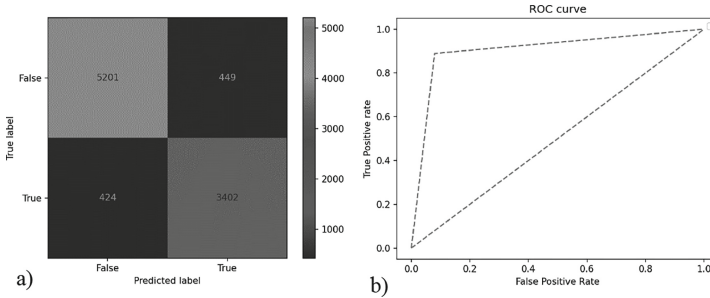 True label
False
True
5201
449
424
3402
False
True
Predicted label
5000
4000
3000
2000
1000
a)
ROC curve
True Positive rate
1.0
0.8
0.6
0.4
0.2
0.0
0.0
0.2
0.4
0.6
0.8
1.0
False Positive Rate
b)